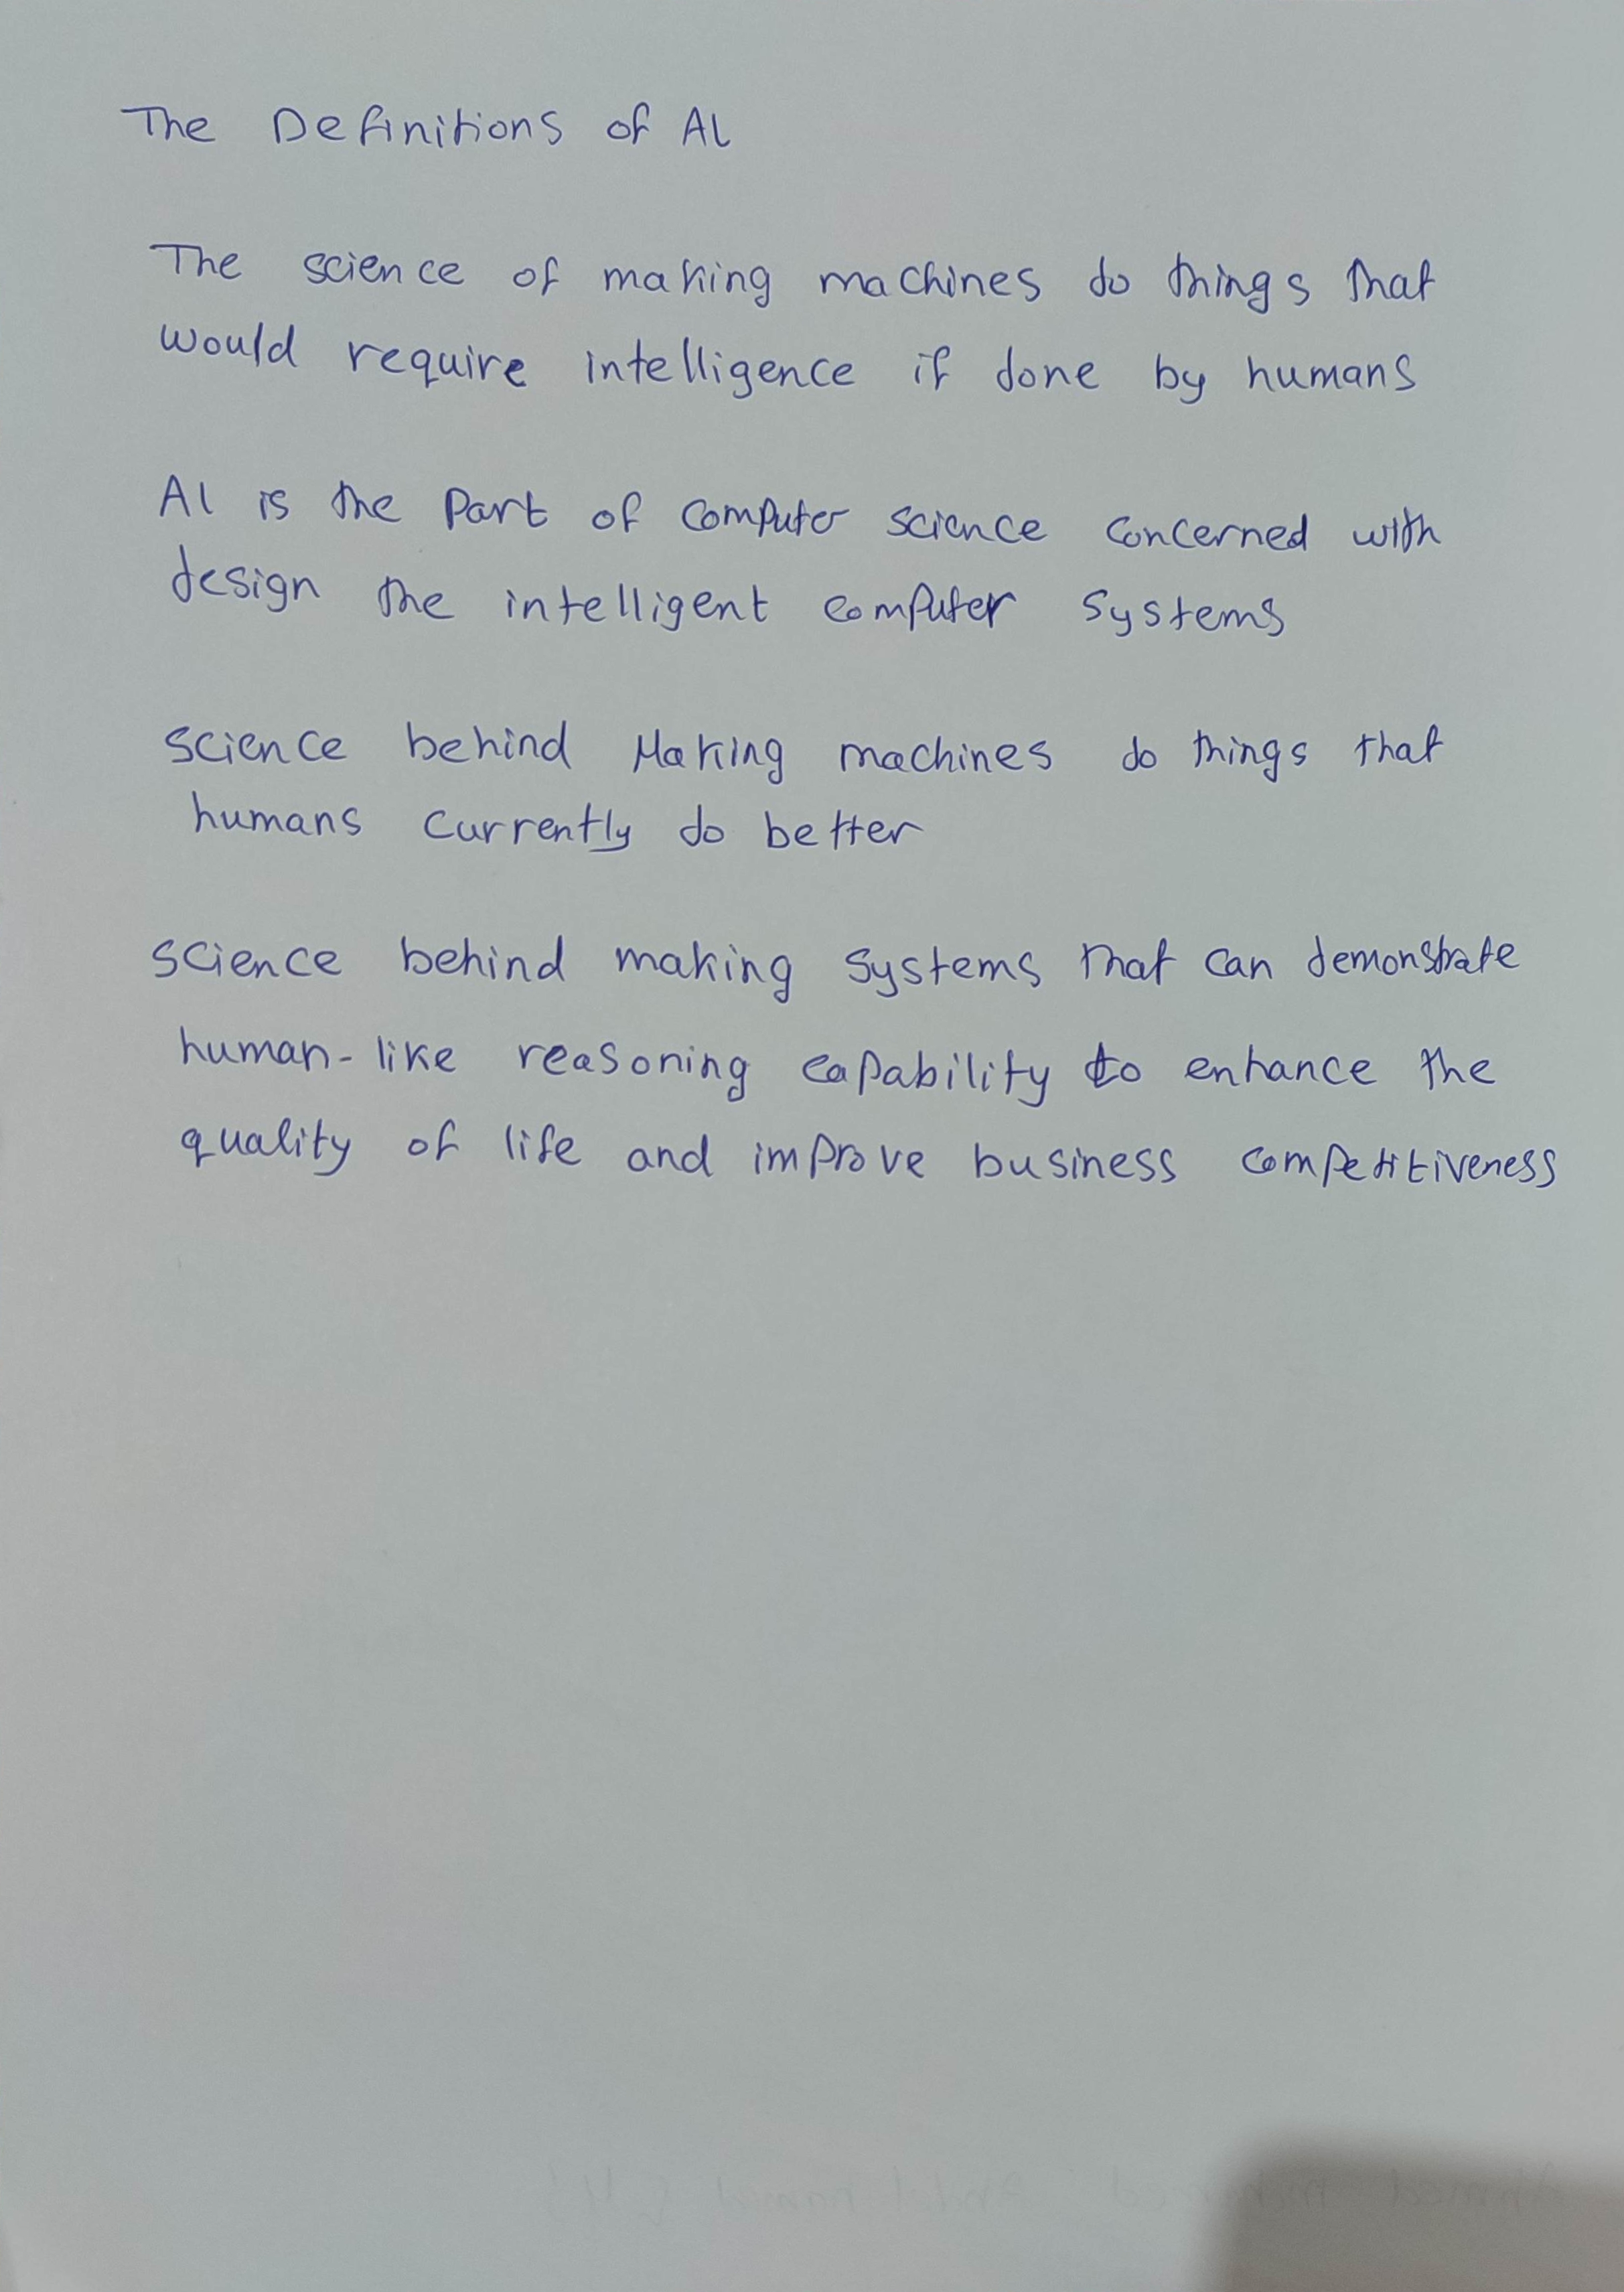 The Definitions of AI
The science of making machines do things that
would require intelligence if done by humans
AI is the part of computer science concerned with
design the intelligent computer systems
science behind Making machines do things that
humans currently do better
science behind making systems that can demonstrate
human-like reasoning capability to enhance the
quality of life and improve business competitiveness